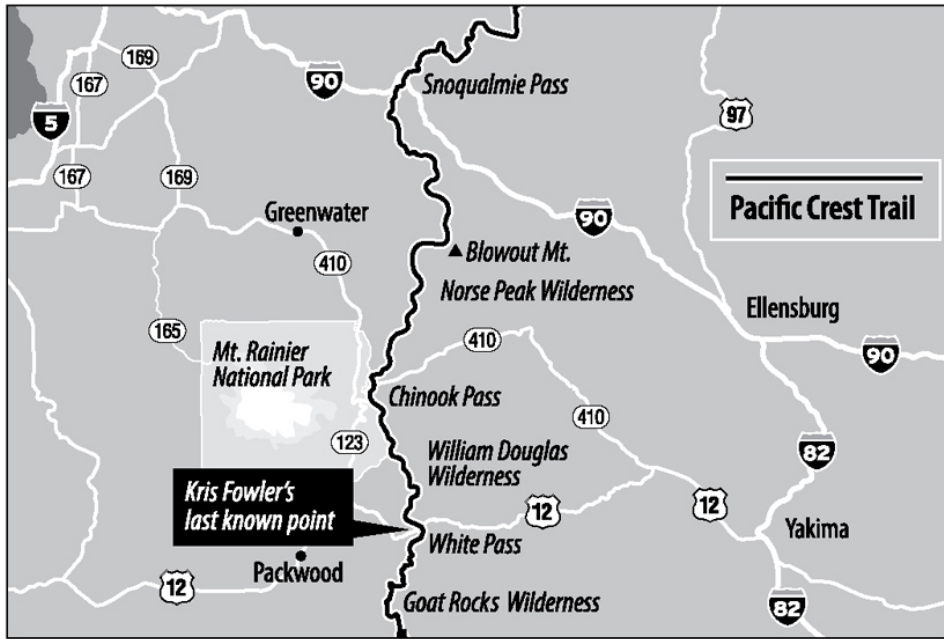 169
167
90
Snoqualmie Pass
5
97
167
169
Pacific Crest Trail
Greenwater
90
410
Blowout Mt.
Norse Peak Wilderness
Ellensburg
165
410
Mt. Rainier
National Park
90
Chinook Pass
410
123
William Douglas
Wilderness
82
Kris Fowler's
last known point
12
12
White Pass
Yakima
Packwood
12
Goat Rocks Wilderness
82